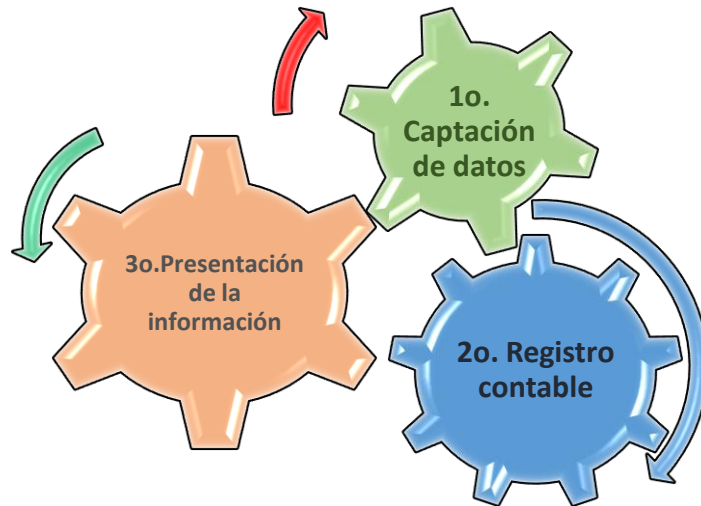 1o.
Captación
de datos
2o. Registro
contable
3o.Presentación
de la
información